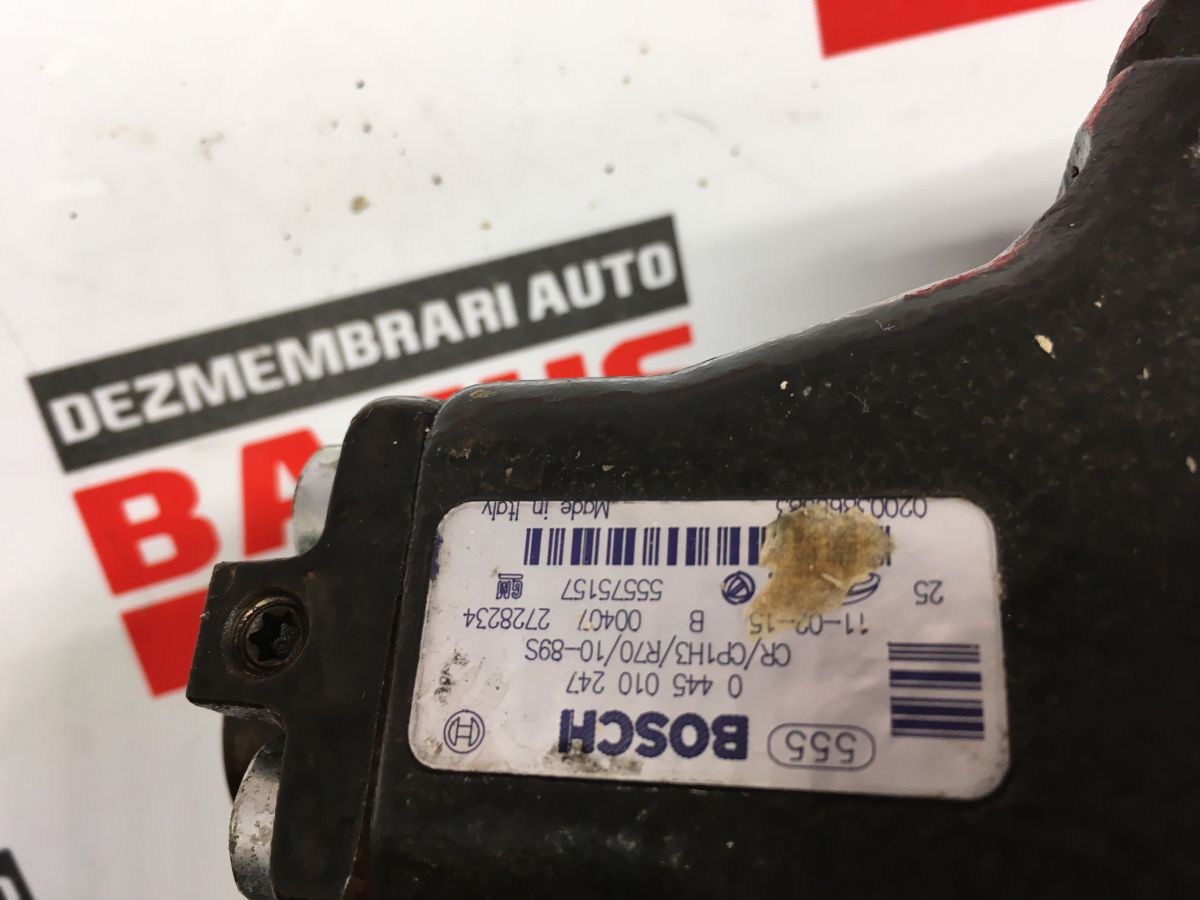 DEZMEMBRARI AUTO
555 BOSCH
0 445 010 247
CR/CP1H3/R70/10-89S
11-02-15 B 00407 2728234
25 55575157 GM
Made in Italy